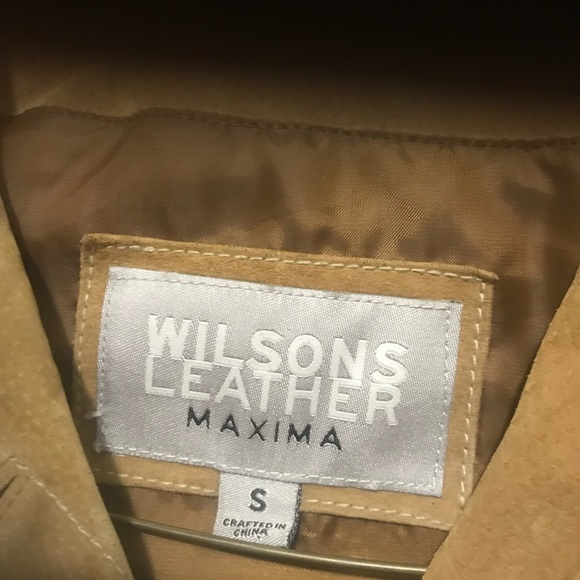 WILSONS
LEATHER
MAXIMA
S
CRAFTED IN
CHINA